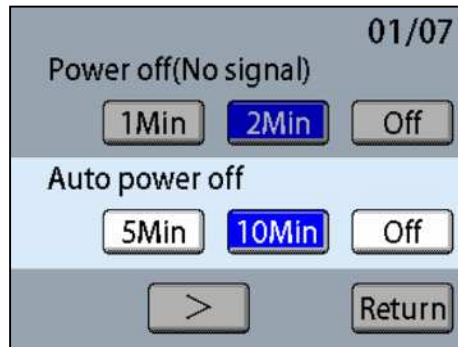 01/07
Power off(No signal)
1Min 2Min Off
Auto power off
5Min 10Min Off
> Return